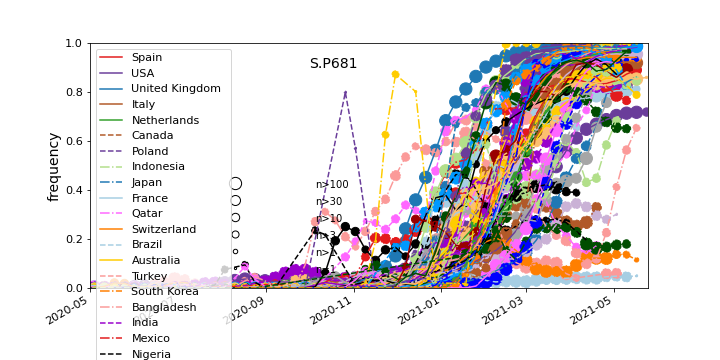 S.P681
frequency
1.0
0.8
0.6
0.4
0.2
0.0
Spain
USA
United Kingdom
Italy
Netherlands
Canada
Poland
Indonesia
Japan
France
Qatar
Switzerland
Brazil
Australia
Turkey
South Korea
Bangladesh
India
Mexico
Nigeria
n>100
n>30
n>10
n>3
n>1
2020-05
2020-09
2020-11
2021-01
2021-03
2021-05